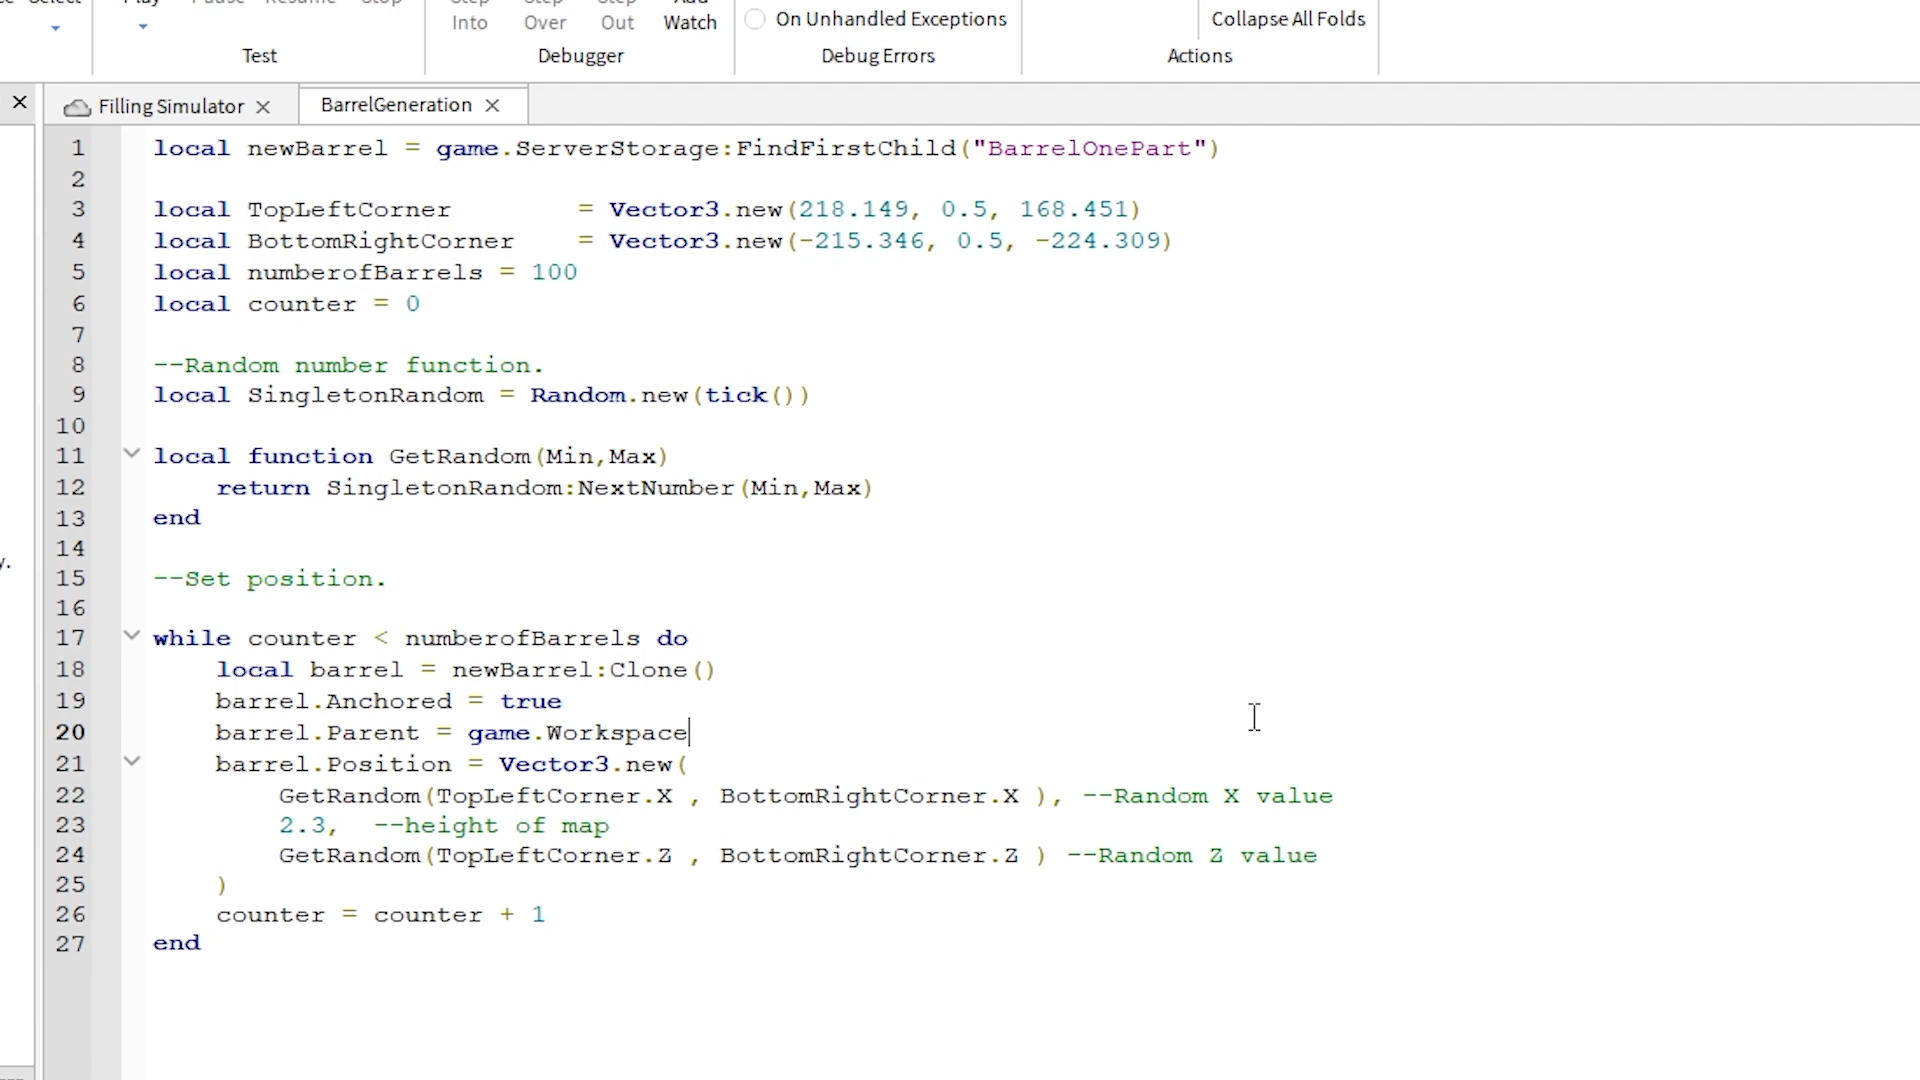 Into Over Out Watch On Unhandled Exceptions Collapse All Folds
Test Debugger Debug Errors Actions
Filling Simulator BarrelGeneration
1 local newBarrel = game.ServerStorage:FindFirstChild("BarrelOnePart")
2
3 local TopLeftCorner        = Vector3.new(218.149, 0.5, 168.451)
4 local BottomRightCorner    = Vector3.new(-215.346, 0.5, -224.309)
5 local numberofBarrels = 100
6 local counter = 0
7
8 --Random number function.
9 local SingletonRandom = Random.new(tick())
10
11 local function GetRandom(Min,Max)
12     return SingletonRandom:NextNumber(Min,Max)
13 end
14
15 --Set position.
16
17 while counter < numberofBarrels do
18     local barrel = newBarrel:Clone()
19     barrel.Anchored = true
20     barrel.Parent = game.Workspace
21     barrel.Position = Vector3.new(
22         GetRandom(TopLeftCorner.X , BottomRightCorner.X ), --Random X value
23         2.3,  --height of map
24         GetRandom(TopLeftCorner.Z , BottomRightCorner.Z ) --Random Z value
25     )
26     counter = counter + 1
27 end